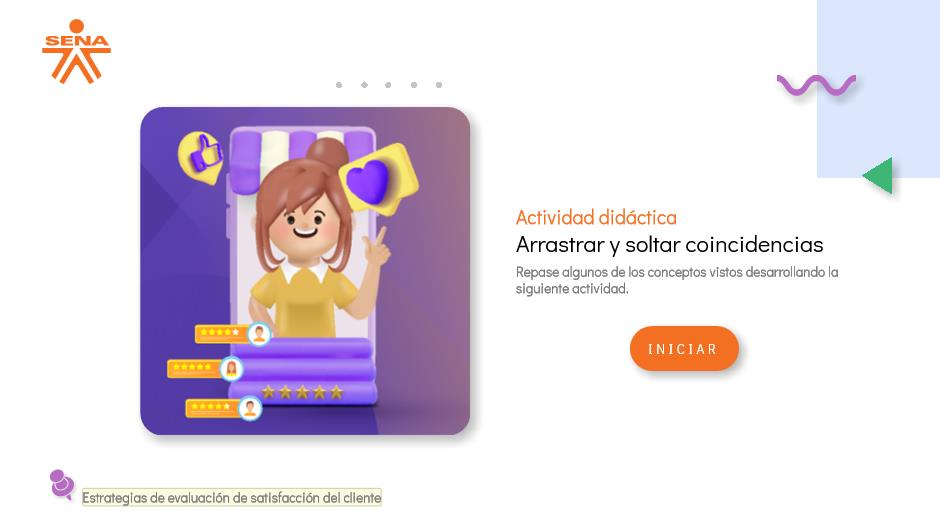 SENA
Actividad didáctica
Arrastrar y soltar coincidencias
Repase algunos de los conceptos vistos desarrollando la
siguiente actividad.
INICIAR
Estrategias de evaluación de satisfacción del cliente